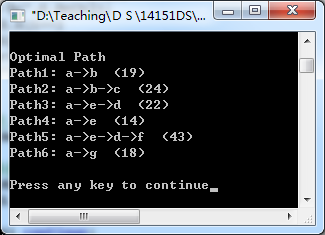 "D:\Teaching\D S \14151DS\...
Optimal Path
Path1: a->b  (19)
Path2: a->b->c  (24)
Path3: a->e->d  (22)
Path4: a->e  (14)
Path5: a->e->d->f  (43)
Path6: a->g  (18)
Press any key to continue_